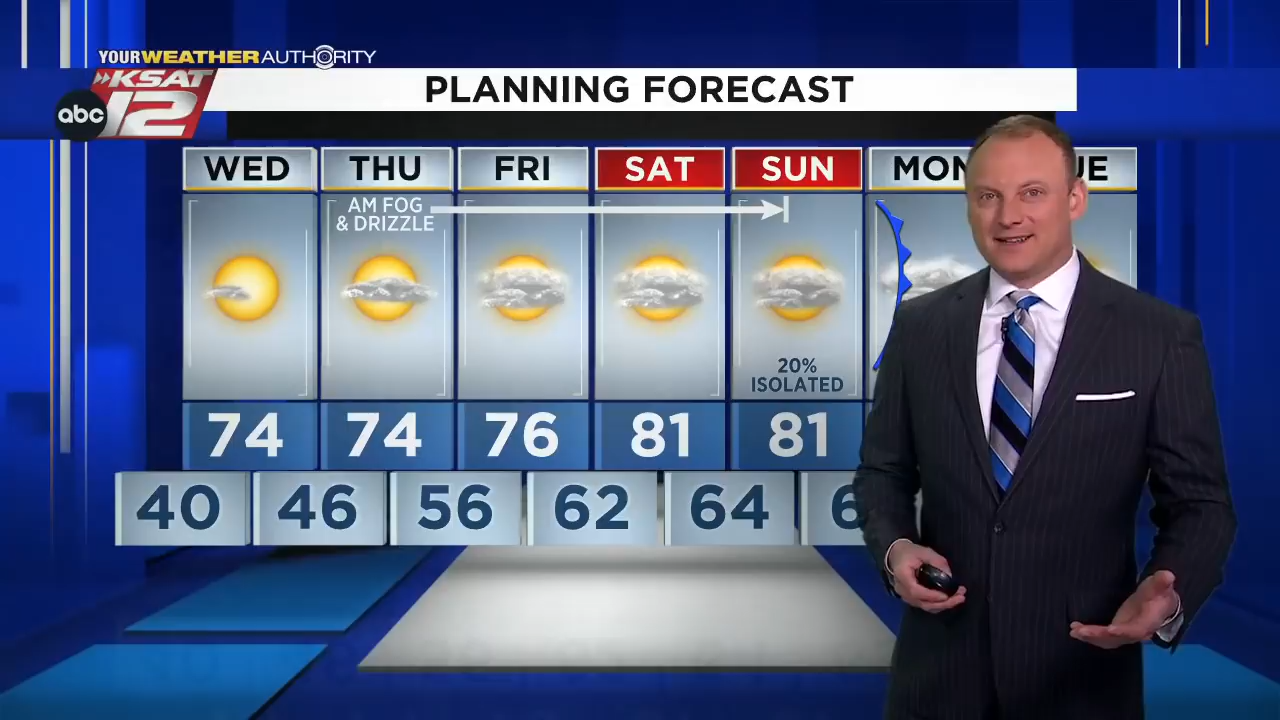 YOUR WEATHER AUTHORITY
KSAT
abc 12
PLANNING FORECAST
WED THU FRI SAT SUN MON
AM FOG
& DRIZZLE
20%
ISOLATED
74 74 76 81 81
40 46 56 62 64